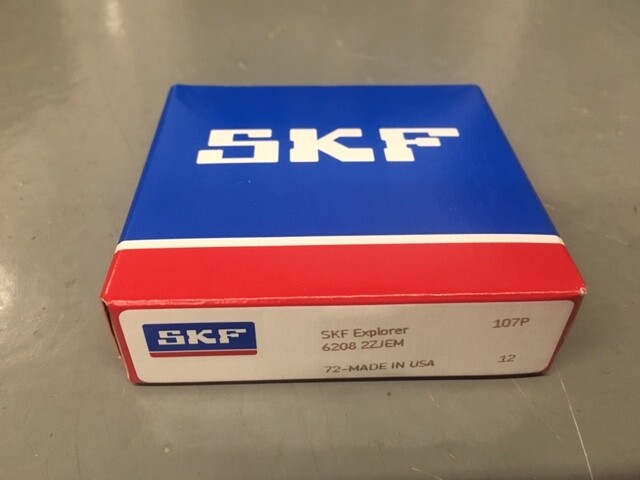 SKF
SKF
SKF Explorer
6208 2ZJEM
72-MADE IN USA
107P
12